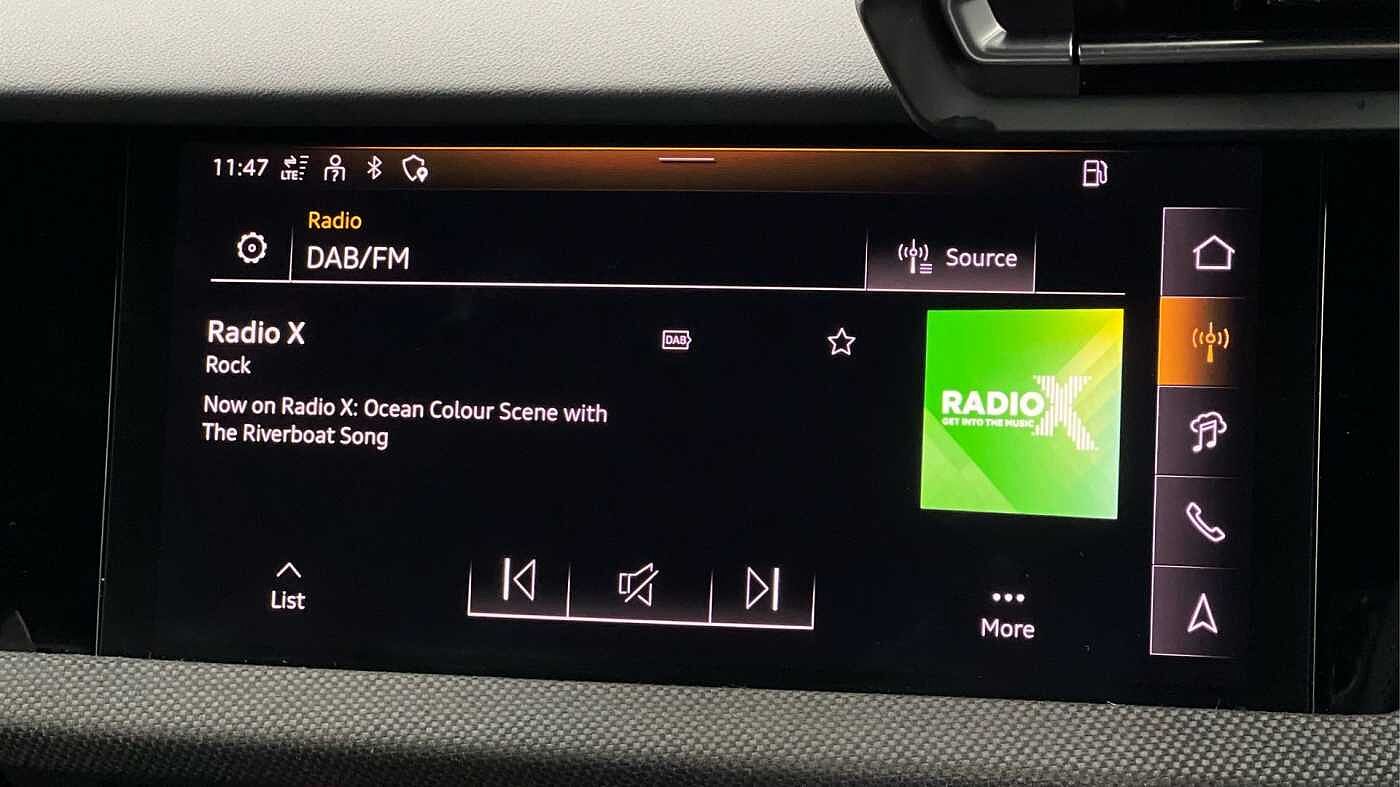 11:47
LTE
Radio
DAB/FM
Source
Radio X
DAB
Rock
Now on Radio X: Ocean Colour Scene with
The Riverboat Song
RADIO X
GET INTO THE MUSIC
List
More